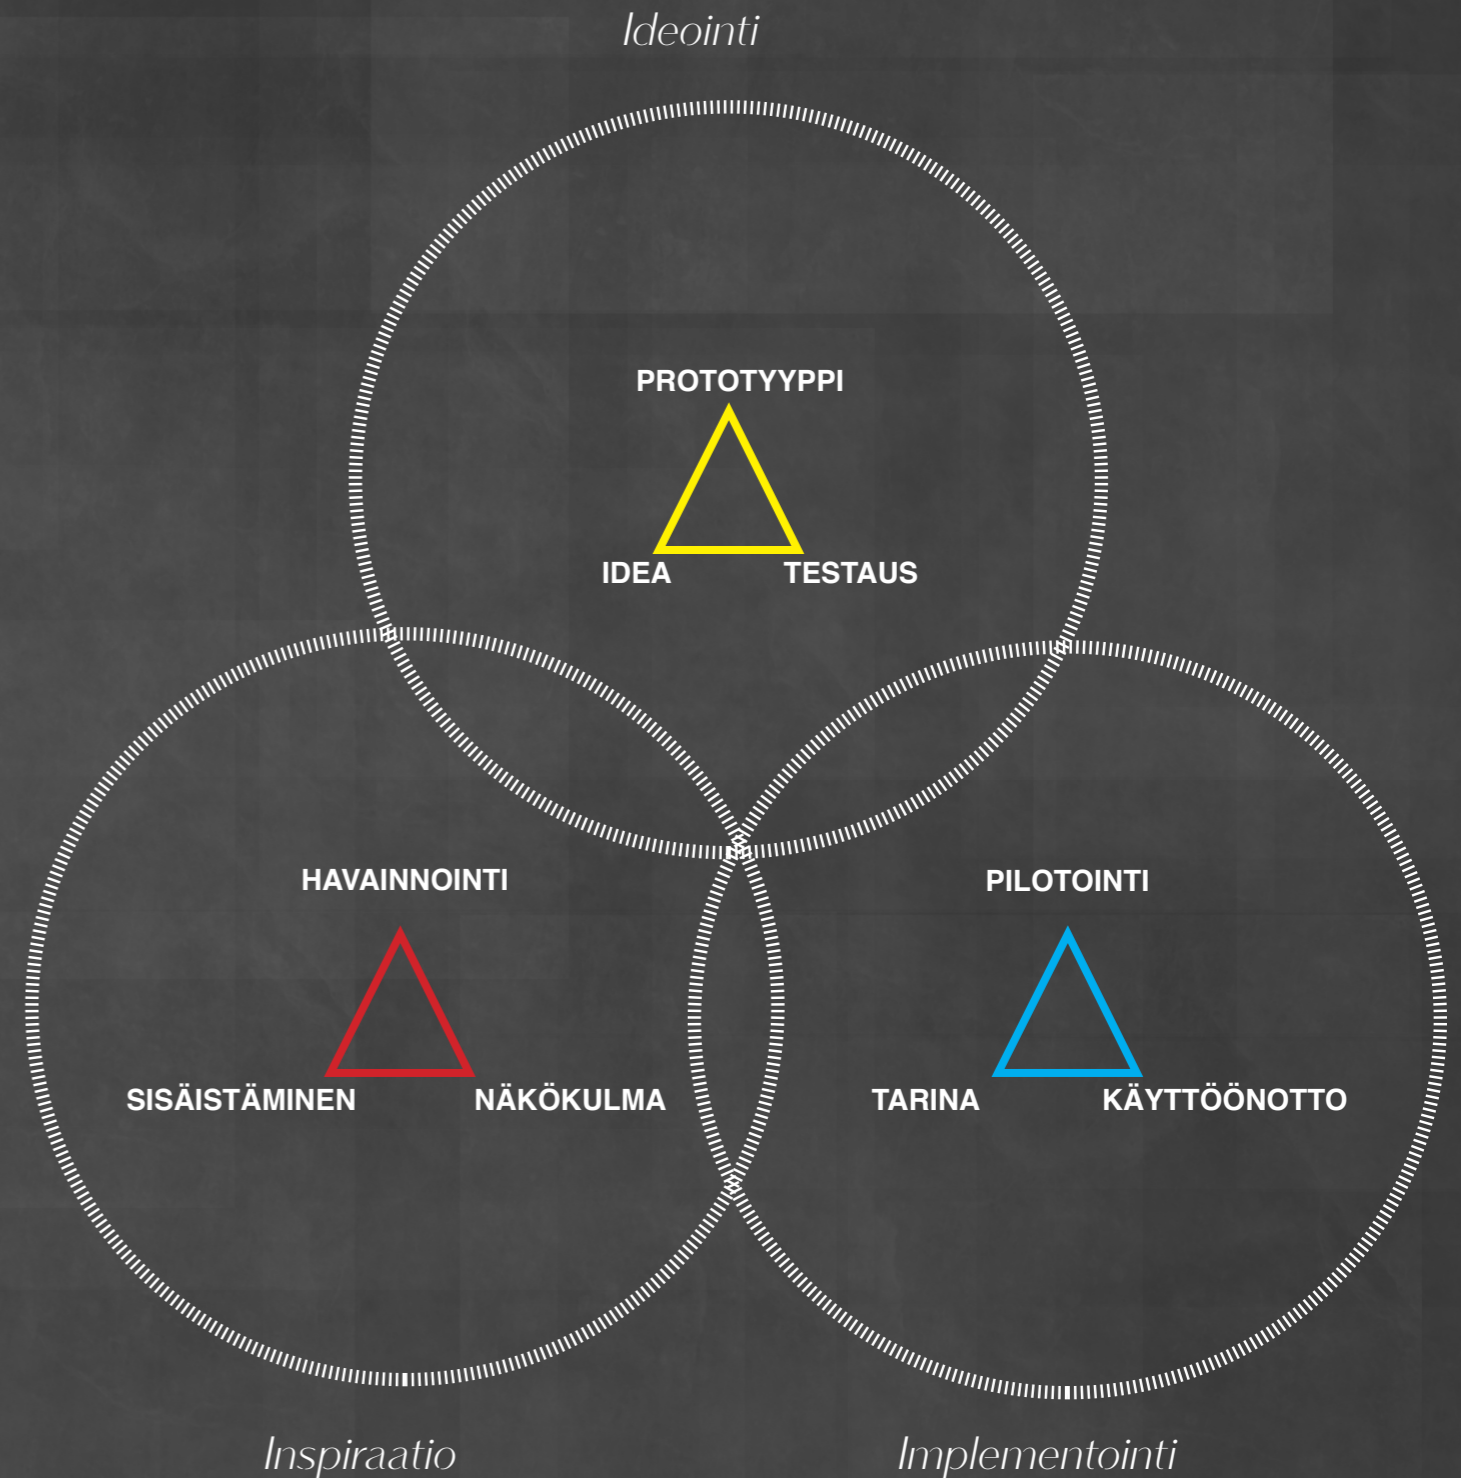 Ideointi
PROTOTYYPPI
IDEA TESTAUS
HAVAINNOINTI
SISÄISTÄMINEN NÄKÖKULMA
PILOTOINTI
TARINA KÄYTTÖÖNOTTO
Inspiraatio
Implementointi